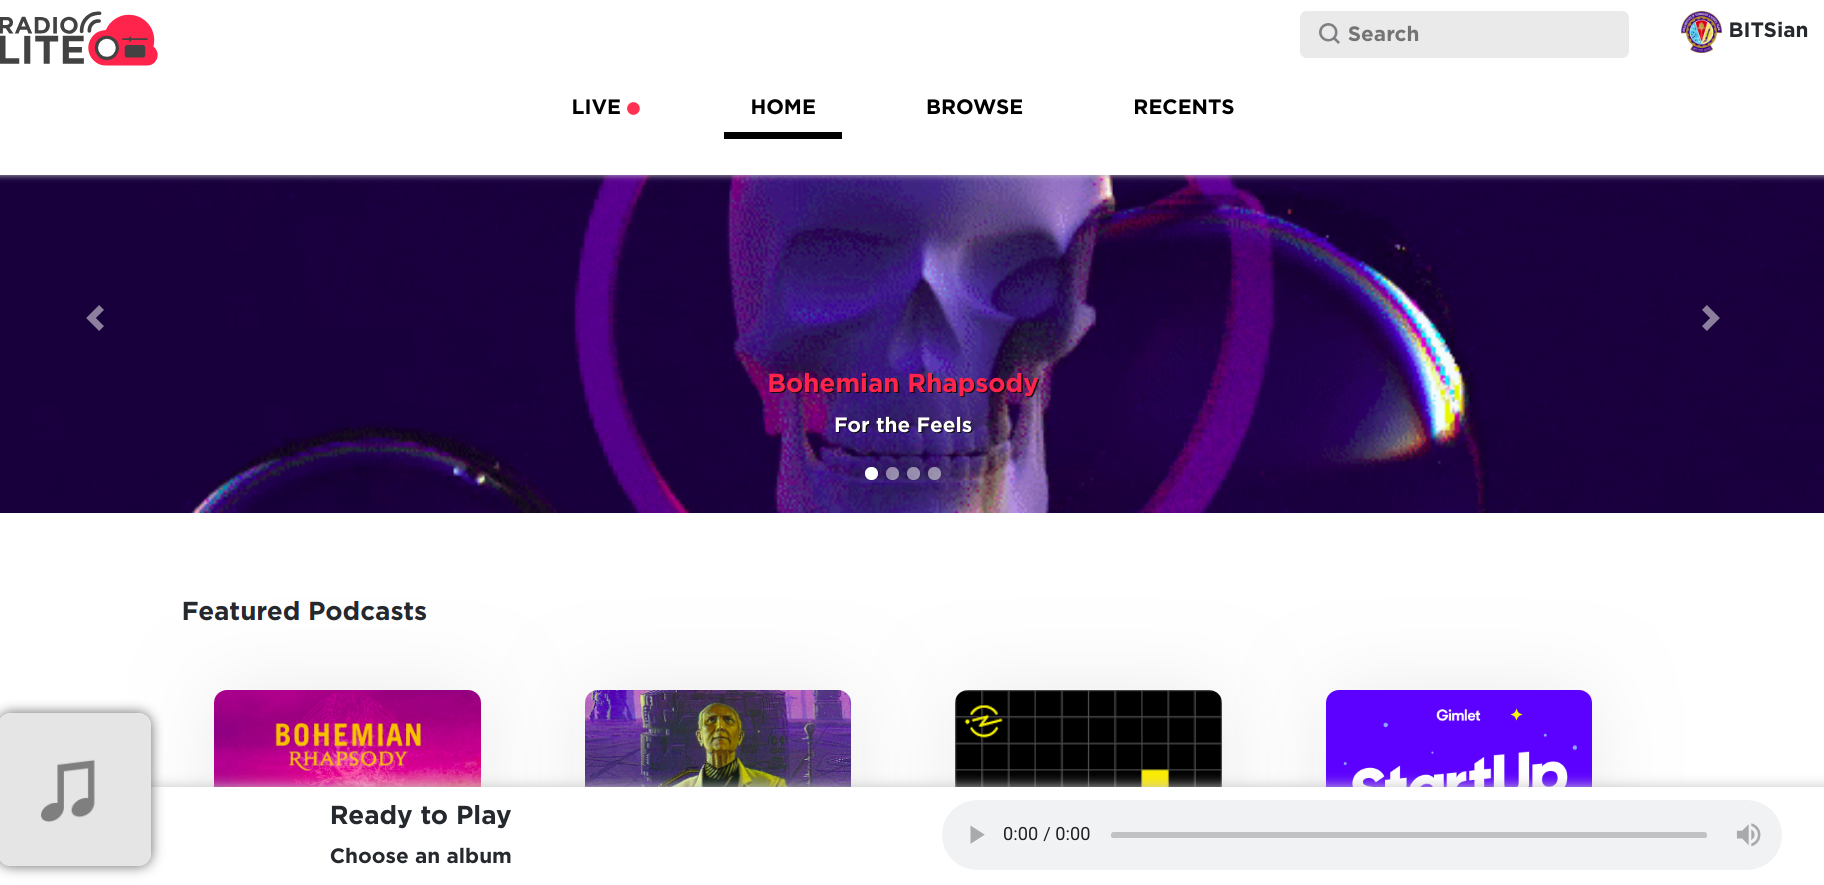 RADIO
LITE
Search
BITSian
LIVE
HOME
BROWSE
RECENTS
Bohemian Rhapsody
For the Feels
Featured Podcasts
BOHEMIAN
RHAPSODY
Gimlet
StartUp
Ready to Play
Choose an album
0:00 / 0:00